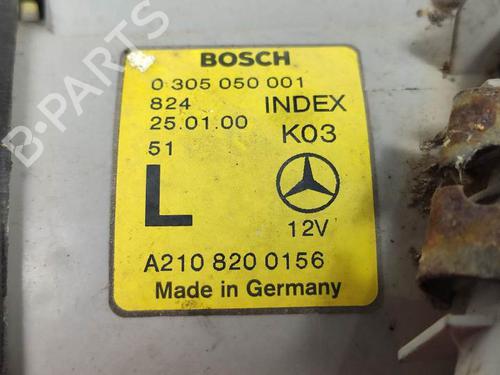 BOSCH
0 305 050 001
824 INDEX
25.01.00 K03
51
L 12V
A210 820 0156
Made in Germany